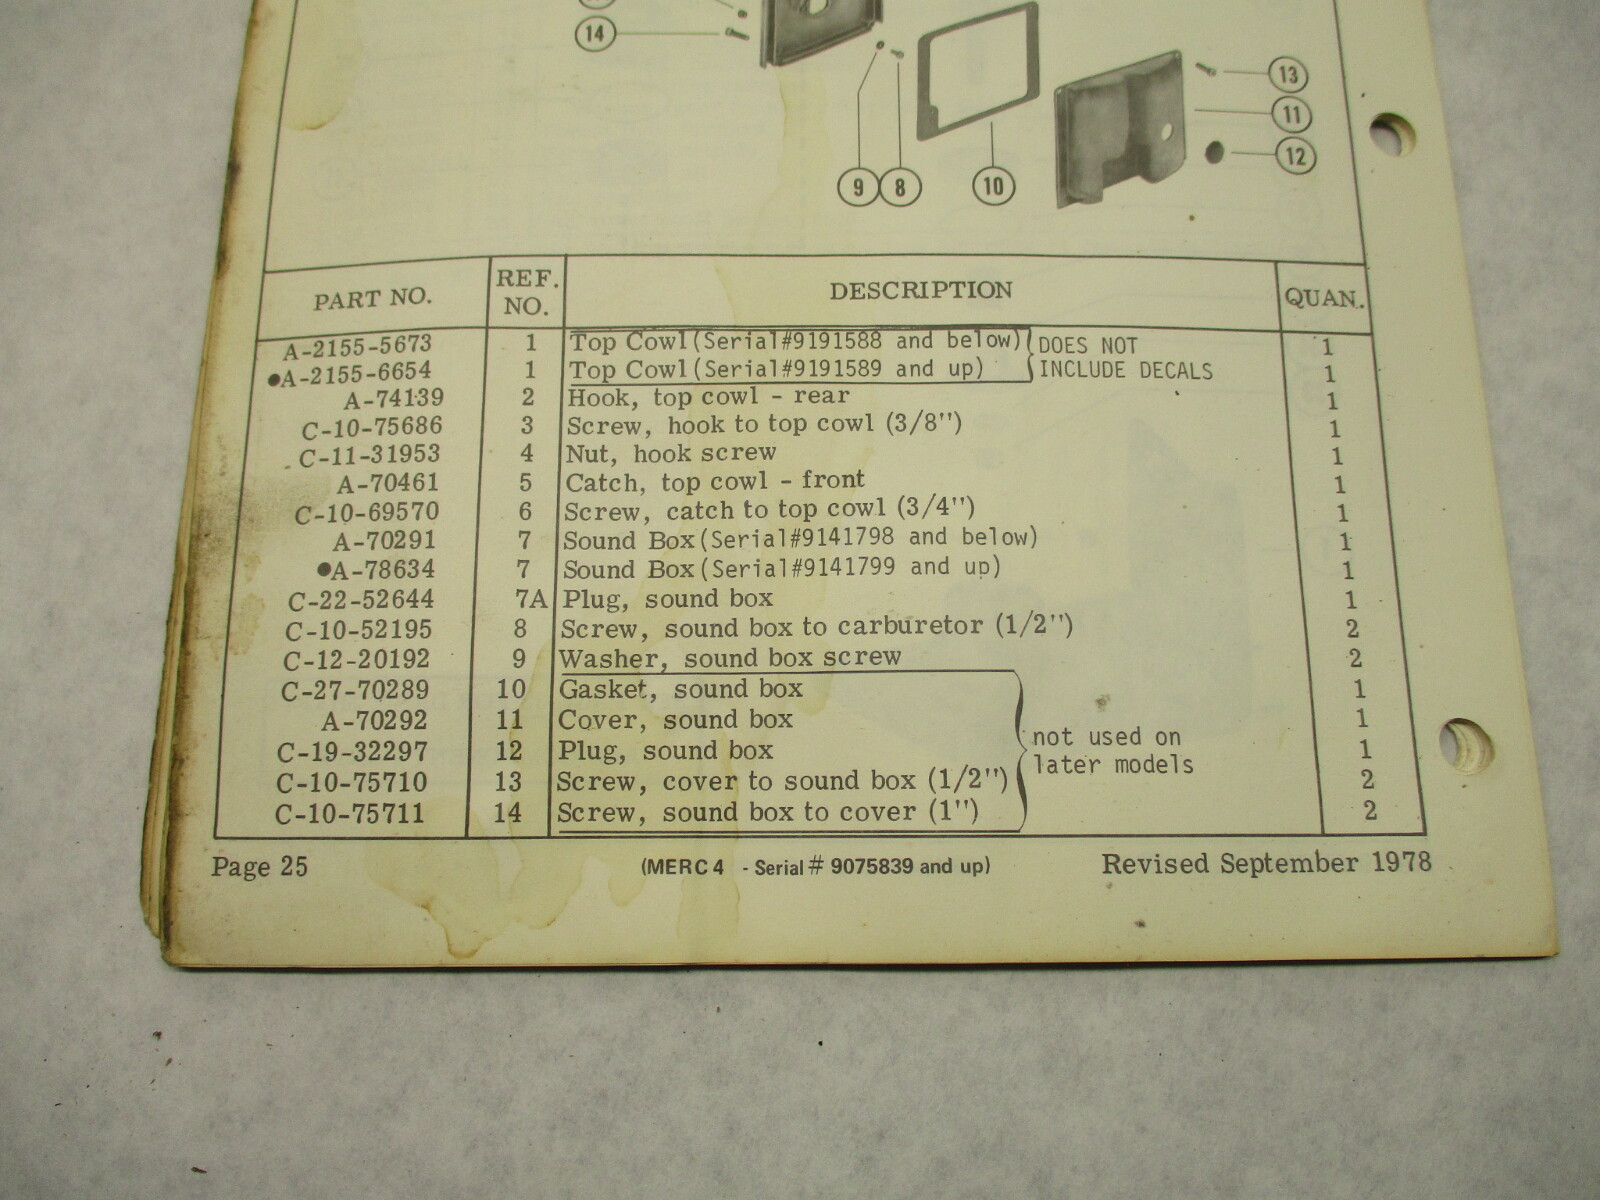 14
13
11
12
9 8 10
PART NO. REF. NO. DESCRIPTION QUAN.
A-2155-5673 1 Top Cowl (Serial#9191588 and below) DOES NOT 1
●A-2155-6654 1 Top Cowl (Serial#9191589 and up) INCLUDE DECALS 1
A-74139 2 Hook, top cowl - rear 1
C-10-75686 3 Screw, hook to top cowl (3/8") 1
C-11-31953 4 Nut, hook screw 1
A-70461 5 Catch, top cowl - front 1
C-10-69570 6 Screw, catch to top cowl (3/4") 1
A-70291 7 Sound Box (Serial#9141798 and below) 1
●A-78634 7 Sound Box (Serial#9141799 and up) 1
C-22-52644 7A Plug, sound box 1
C-10-52195 8 Screw, sound box to carburetor (1/2") 2
C-12-20192 9 Washer, sound box screw 2
C-27-70289 10 Gasket, sound box 1
A-70292 11 Cover, sound box 1
not used on
C-19-32297 12 Plug, sound box 1
later models
C-10-75710 13 Screw, cover to sound box (1/2") 2
C-10-75711 14 Screw, sound box to cover (1") 2
Page 25 (MERC 4 - Serial # 9075839 and up) Revised September 1978